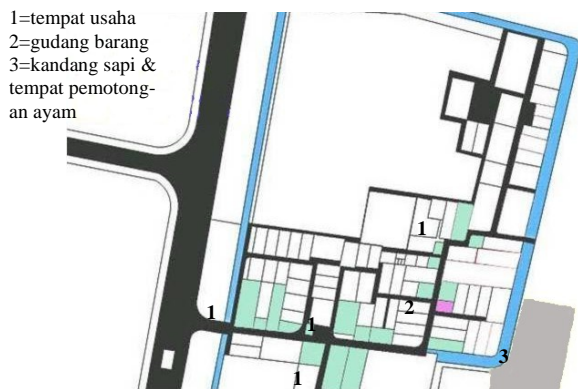 1=tempat usaha
2=gudang barang
3=kandang sapi &
tempat pemotong-
an ayam
1
2
1
1
3
1